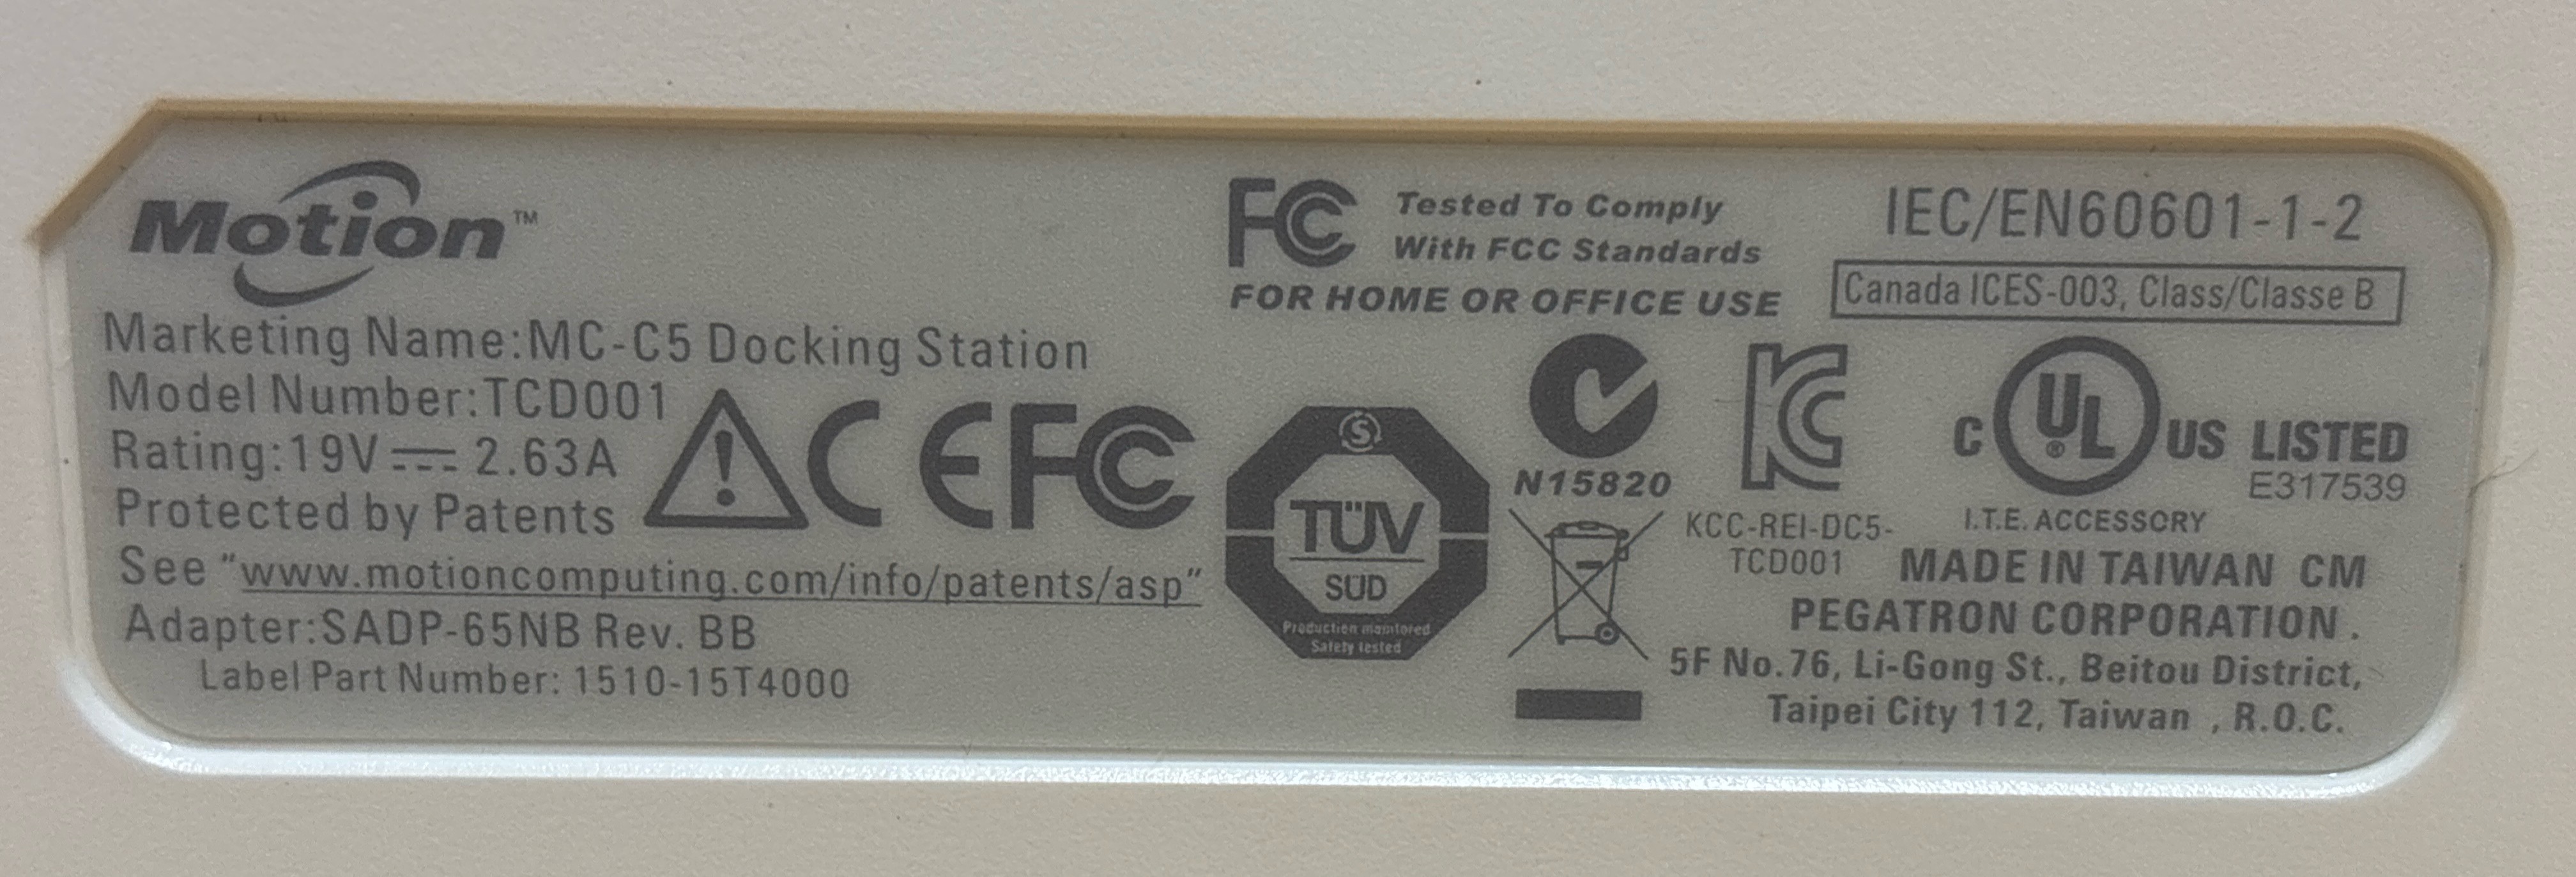 Motion™
Marketing Name:MC-C5 Docking Station
Model Number:TCD001
Rating:19V⎓2.63A
Protected by Patents
See "www.motioncomputing.com/info/patents/asp"
Adapter:SADP-65NB Rev. BB
Label Part Number: 1510-15T4000
CE FC
FC
Tested To Comply
With FCC Standards
FOR HOME OR OFFICE USE
IEC/EN60601-1-2
Canada ICES-003, Class/Classe B
S
TÜV
SUD
Production monitored
Safety tested
N15820
KC
KCC-REI-DC5-
TCD001
C UL® US LISTED
E317539
I.T.E. ACCESSORY
MADE IN TAIWAN CM
PEGATRON CORPORATION .
5F No.76, Li-Gong St., Beitou District,
Taipei City 112, Taiwan , R.O.C.